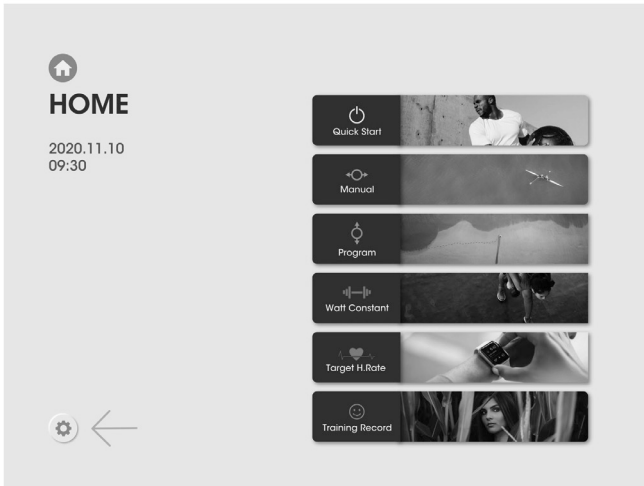 HOME
2020.11.10
09:30
Quick Start
Manual
Program
Watt Constant
Target H.Rate
Training Record